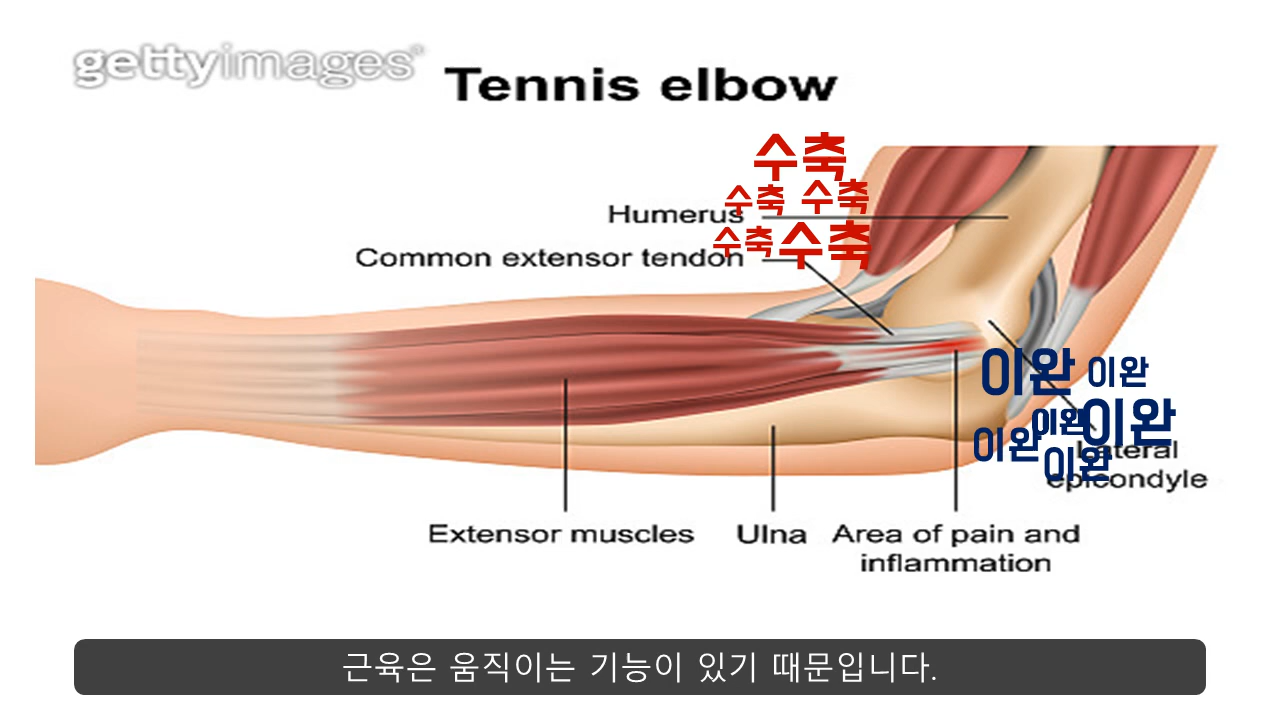 gettyimages®
Tennis elbow
수축
수축 수축
Humerus
수축 수축
Common extensor tendon
이완 이완
이완 이완
이완
이완
Lateral
epicondyle
Extensor muscles Ulna Area of pain and
inflammation
근육은 움직이는 기능이 있기 때문입니다.